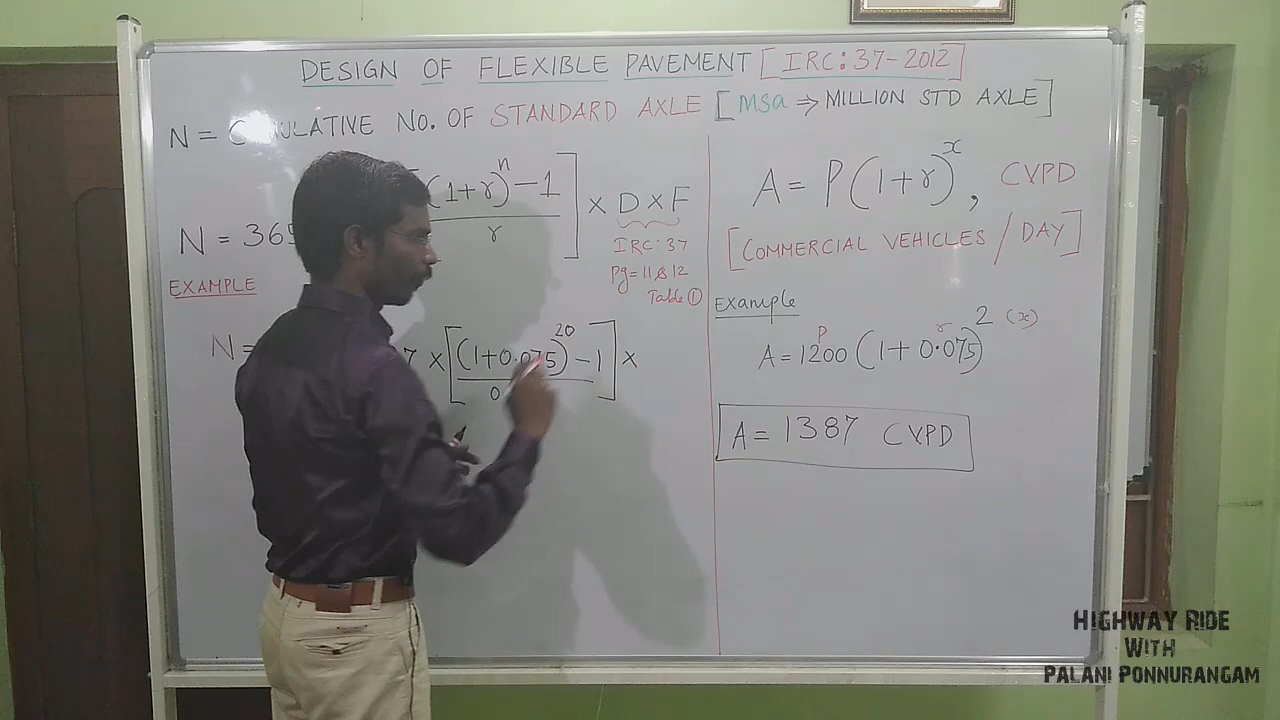 DESIGN OF FLEXIBLE PAVEMENT [IRC:37-2012]
N = CUMULATIVE NO. OF STANDARD AXLE [msa ⇒ MILLION STD AXLE]
N = 365 (1+r)^n - 1] × D × F
r
IRC:37
Pg = 11 & 12
Table ①
EXAMPLE
N = 7 × [(1+0.075)^20 - 1] ×
0
A = P(1+r)^x, CVPD
[COMMERCIAL VEHICLES / DAY]
Example
P r 2 (x)
A = 1200 (1+ 0.075)
A = 1387 CVPD
HIGHWAY RIDE
WITH
PALANI PONNURANGAM